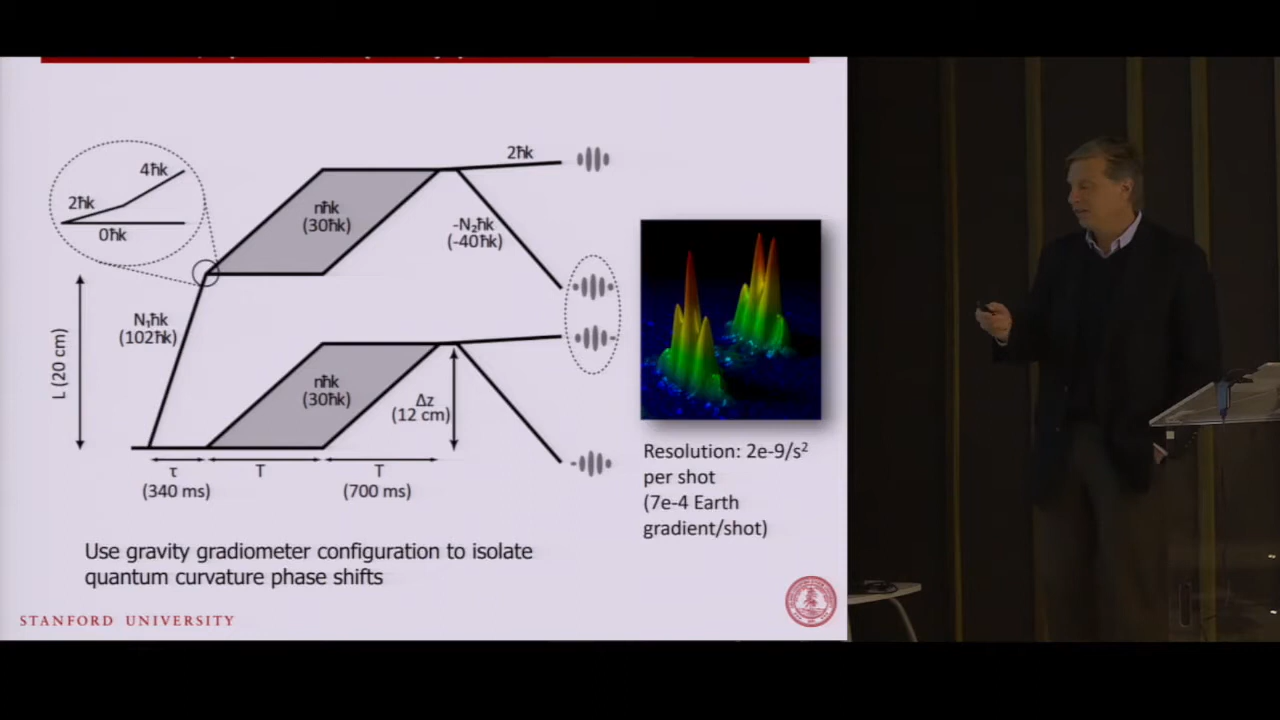 4ħk
2ħk
0ħk
2ħk
nħk
(30ħk)
-N₂ħk
(-40ħk)
N₁ħk
(102ħk)
L (20 cm)
nħk
(30ħk)
Δz
(12 cm)
τ
(340 ms)
T
T
(700 ms)
Resolution: 2e-9/s²
per shot
(7e-4 Earth
gradient/shot)
Use gravity gradiometer configuration to isolate
quantum curvature phase shifts
STANFORD UNIVERSITY